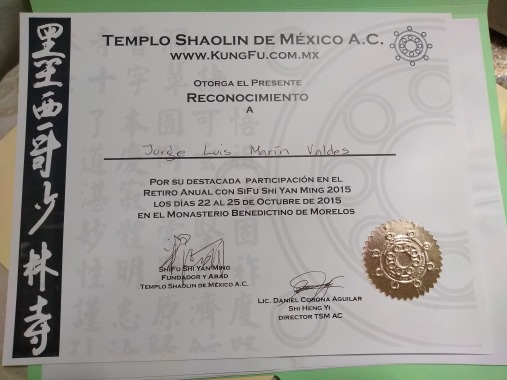 墨西哥少林寺
TEMPLO SHAOLIN DE MÉXICO A.C.
WWW.KUNGFU.COM.MX
OTORGA EL PRESENTE
RECONOCIMIENTO
A
Jorge Luis Marín Valdes
POR SU DESTACADA PARTICIPACIÓN EN EL
RETIRO ANUAL CON SIFU SHI YAN MING 2015
LOS DÍAS 22 AL 25 DE OCTUBRE DE 2015
EN EL MONASTERIO BENEDICTINO DE MORELOS
SHIFU SHI YAN MING
FUNDADOR Y ABAD
TEMPLO SHAOLIN DE MÉXICO A.C.
LIC. DANIEL CORONA AGUILAR
SHI HENG YI
DIRECTOR TSM AC